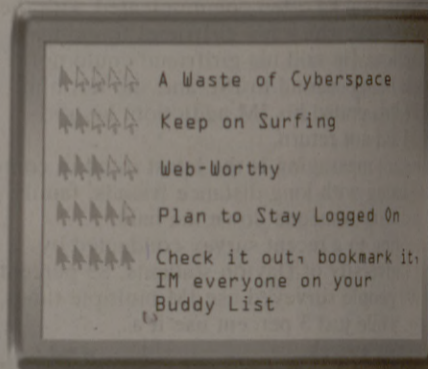 A Waste of Cyberspace
Keep on Surfing
Web-Worthy
Plan to Stay Logged On
Check it out, bookmark it,
IM everyone on your
Buddy List